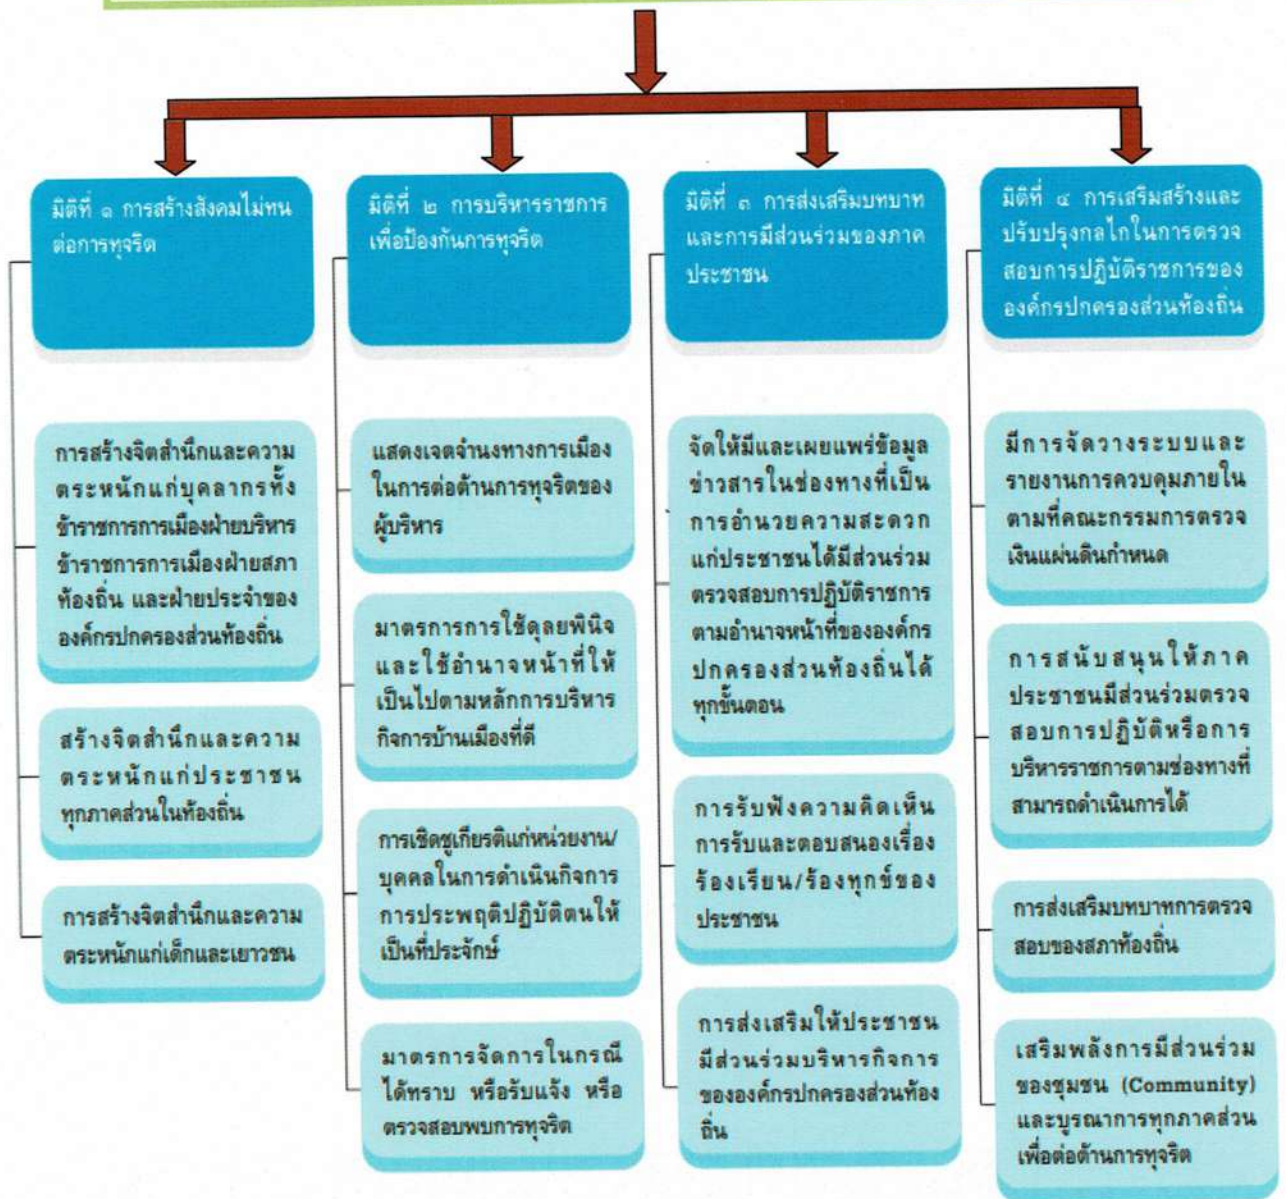 มิติที่ ๑ การสร้างสังคมไม่ทน
ต่อการทุจริต
การสร้างจิตสำนึกและความ
ตระหนักแก่บุคลากรทั้ง
ข้าราชการการเมืองฝ่ายบริหาร
ข้าราชการการเมืองฝ่ายสภา
ท้องถิ่น และฝ่ายประจำของ
องค์กรปกครองส่วนท้องถิ่น
สร้างจิตสำนึกและความ
ตระหนักแก่ประชาชน
ทุกภาคส่วนในท้องถิ่น
การสร้างจิตสำนึกและความ
ตระหนักแก่เด็กและเยาวชน
มิติที่ ๒ การบริหารราชการ
เพื่อป้องกันการทุจริต
แสดงเจตจำนงทางการเมือง
ในการต่อต้านการทุจริตของ
ผู้บริหาร
มาตรการการใช้ดุลยพินิจ
และใช้อำนาจหน้าที่ให้
เป็นไปตามหลักการบริหาร
กิจการบ้านเมืองที่ดี
การเชิดชูเกียรติแก่หน่วยงาน/
บุคคลในการดำเนินกิจการ
การประพฤติปฏิบัติตนให้
เป็นที่ประจักษ์
มาตรการจัดการในกรณี
ได้ทราบ หรือรับแจ้ง หรือ
ตรวจสอบพบการทุจริต
มิติที่ ๓ การส่งเสริมบทบาท
และการมีส่วนร่วมของภาค
ประชาชน
จัดให้มีและเผยแพร่ข้อมูล
ข่าวสารในช่องทางที่เป็น
การอำนวยความสะดวก
แก่ประชาชนได้มีส่วนร่วม
ตรวจสอบการปฏิบัติราชการ
ตามอำนาจหน้าที่ขององค์กร
ปกครองส่วนท้องถิ่นได้
ทุกขั้นตอน
การรับฟังความคิดเห็น
การรับและตอบสนองเรื่อง
ร้องเรียน/ร้องทุกข์ของ
ประชาชน
การส่งเสริมให้ประชาชน
มีส่วนร่วมบริหารกิจการ
ขององค์กรปกครองส่วนท้อง
ถิ่น
มิติที่ ๔ การเสริมสร้างและ
ปรับปรุงกลไกในการตรวจ
สอบการปฏิบัติราชการของ
องค์กรปกครองส่วนท้องถิ่น
มีการจัดวางระบบและ
รายงานการควบคุมภายใน
ตามที่คณะกรรมการตรวจ
เงินแผ่นดินกำหนด
การสนับสนุนให้ภาค
ประชาชนมีส่วนร่วมตรวจ
สอบการปฏิบัติหรือการ
บริหารราชการตามช่องทางที่
สามารถดำเนินการได้
การส่งเสริมบทบาทการตรวจ
สอบของสภาท้องถิ่น
เสริมพลังการมีส่วนร่วม
ของชุมชน (Community)
และบูรณาการทุกภาคส่วน
เพื่อต่อต้านการทุจริต